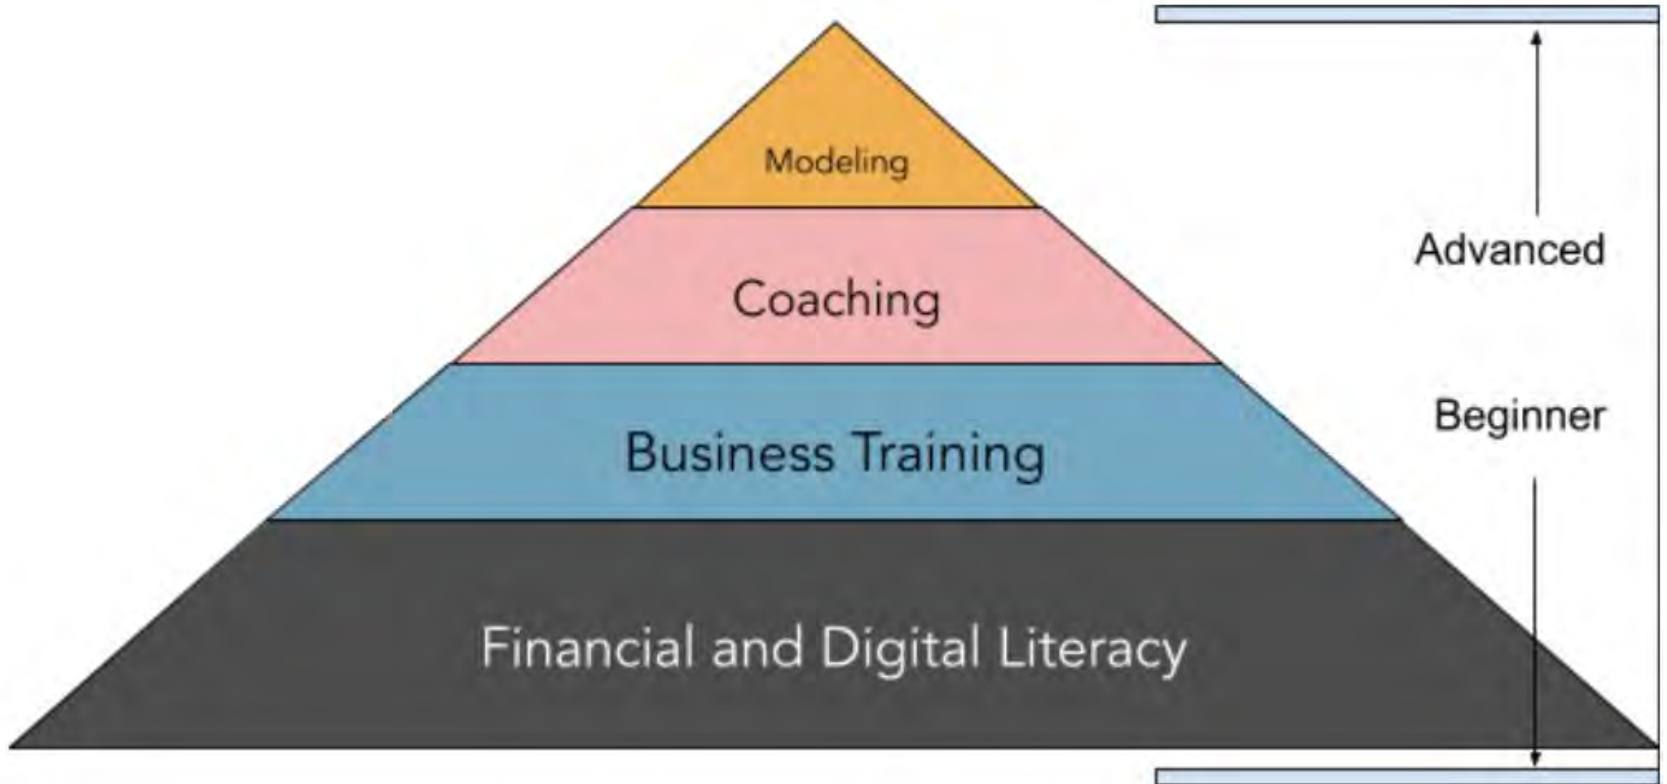 Modeling
Advanced
Coaching
Beginner
Business Training
Financial and Digital Literacy